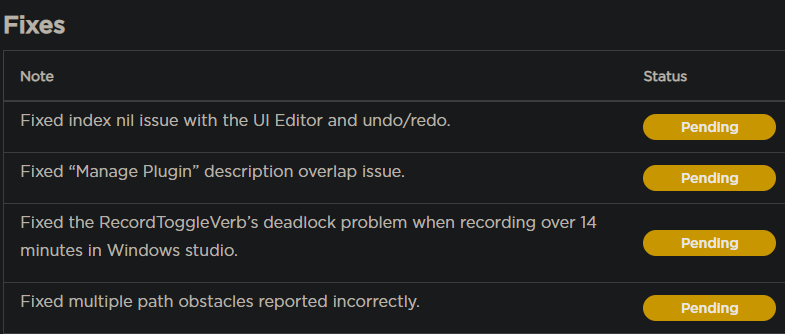 Fixes
Note Status
Fixed index nil issue with the UI Editor and undo/redo. Pending
Fixed “Manage Plugin” description overlap issue. Pending
Fixed the RecordToggleVerb’s deadlock problem when recording over 14
minutes in Windows studio. Pending
Fixed multiple path obstacles reported incorrectly. Pending